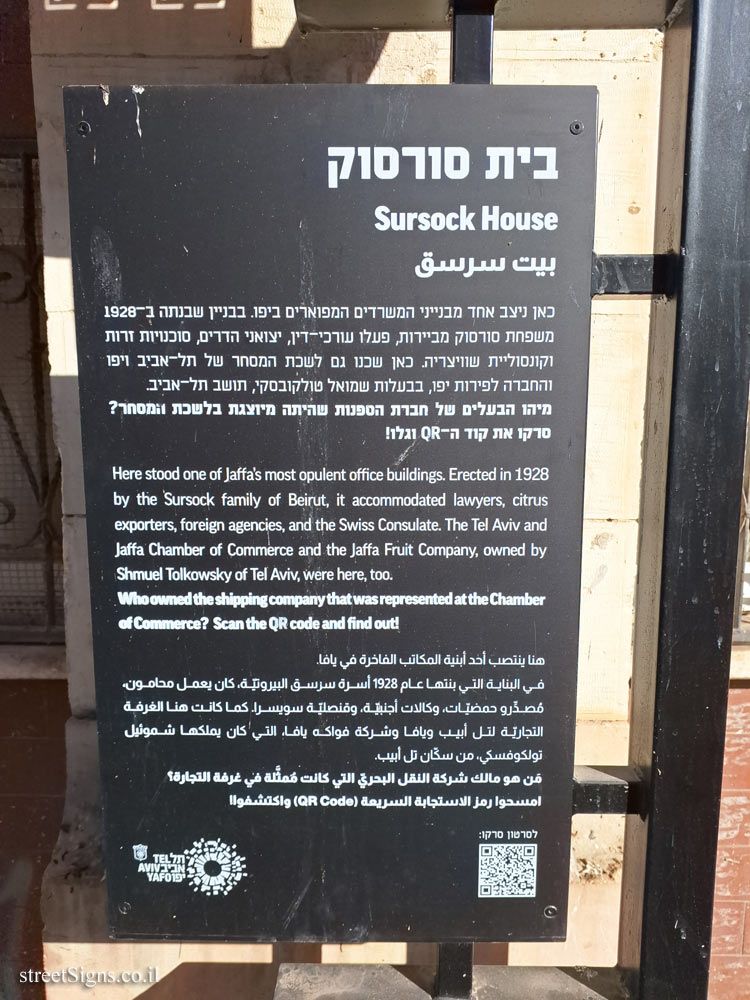 בית סורסוק
Sursock House
بيت سرسق
כאן ניצב אחד מבנייני המשרדים המפוארים ביפו. בבניין שבנתה ב-1928
משפחת סורסוק מביירות, פעלו עורכי-דין, יצואני הדרים, סוכנויות זרות
וקונסוליית שוויצריה. כאן שכנו גם לשכת המסחר של תל-אביב ויפו
והחברה לפירות יפו, בבעלות שמואל טולקובסקי, תושב תל-אביב.
מיהו הבעלים של חברת הספנות שהיתה מיוצגת בלשכת המסחר?
סרקו את קוד ה-QR וגלו!
Here stood one of Jaffa's most opulent office buildings. Erected in 1928
by the Sursock family of Beirut, it accommodated lawyers, citrus
exporters, foreign agencies, and the Swiss Consulate. The Tel Aviv and
Jaffa Chamber of Commerce and the Jaffa Fruit Company, owned by
Shmuel Tolkowsky of Tel Aviv, were here, too.
Who owned the shipping company that was represented at the Chamber
of Commerce? Scan the QR code and find out!
هنا ينتصب أحد أبنية المكاتب الفاخرة في يافا.
في البناية التي بنتها عام 1928 أسرة سرسق البيروتيّة، كان يعمل محامون،
مُصدّرو حمضيّات، وكالات أجنبيّة، وقنصليّة سويسرا. كما كانت هنا الغرفة
التجاريّة لتل أبيب ويافا وشركة فواكه يافا، التي كان يملكها شموئيل
تولكوفسكي، من سكّان تل أبيب.
مَن هو مالك شركة النقل البحريّ التي كانت مُمثَّلة في غرفة التجارة؟
امسحوا رمز الاستجابة السريعة (QR Code) واكتشفوا!
לסרטון סרקו:
תל TEL
אביב AVIV
יפו YAFO
streetSigns.co.il